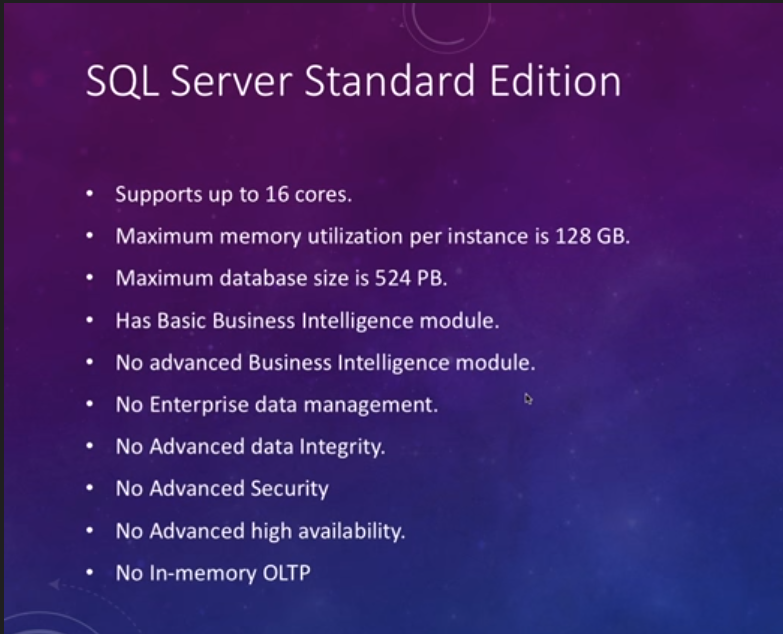 SQL Server Standard Edition
• Supports up to 16 cores.
• Maximum memory utilization per instance is 128 GB.
• Maximum database size is 524 PB.
• Has Basic Business Intelligence module.
• No advanced Business Intelligence module.
• No Enterprise data management.
• No Advanced data Integrity.
• No Advanced Security
• No Advanced high availability.
• No In-memory OLTP